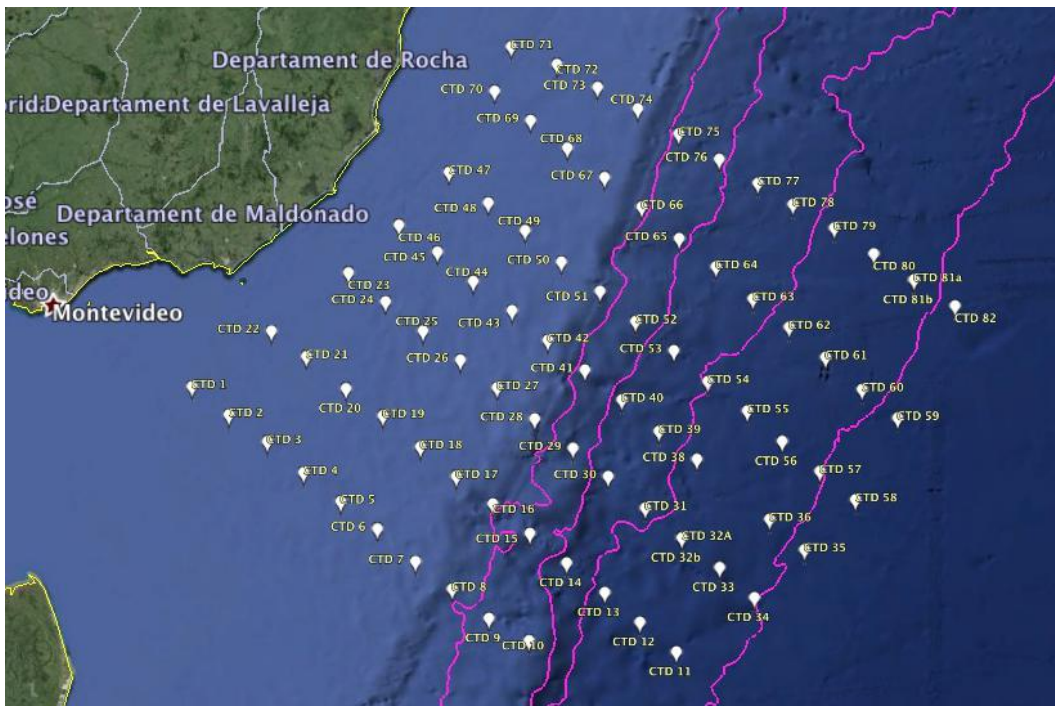 CTD 71
Departament de Rocha
CTD 72
CTD 73
CTD 70
CTD 74
Departament de Lavalleja
CTD 69
CTD 75
CTD 68
CTD 76
CTD 47
CTD 67
CTD 77
José
CTD 48
CTD 78
CTD 66
Departament de Maldonado
CTD 49
CTD 79
elones
CTD 46
CTD 65
CTD 45
CTD 50
CTD 64
CTD 80
CTD 44
CTD 23
CTD 81a
CTD 51
CTD 24
CTD 63
CTD 81b
Montevideo
CTD 43
CTD 82
CTD 22
CTD 25
CTD 52
CTD 62
CTD 42
CTD 53
CTD 21
CTD 26
CTD 61
CTD 41
CTD 54
CTD 1
CTD 20
CTD 27
CTD 60
CTD 40
CTD 2
CTD 19
CTD 28
CTD 55
CTD 59
CTD 39
CTD 3
CTD 18
CTD 29
CTD 38
CTD 56
CTD 4
CTD 17
CTD 30
CTD 57
CTD 5
CTD 16
CTD 31
CTD 58
CTD 6
CTD 36
CTD 15
CTD 32A
CTD 35
CTD 32b
CTD 7
CTD 14
CTD 33
CTD 8
CTD 13
CTD 34
CTD 9
CTD 10
CTD 12
CTD 11